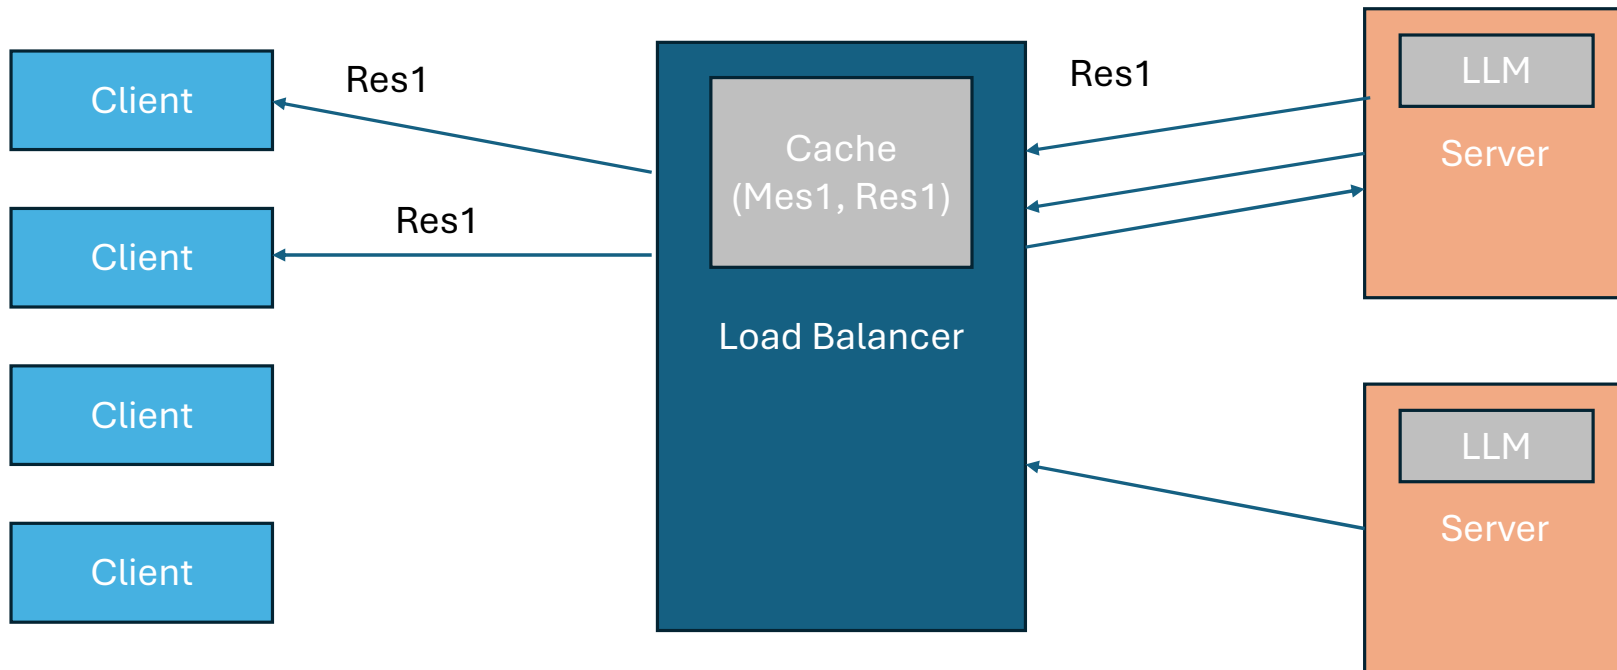 Client
Res1
Client
Res1
Client
Client
Cache
(Mes1, Res1)
Load Balancer
Res1
LLM
Server
LLM
Server